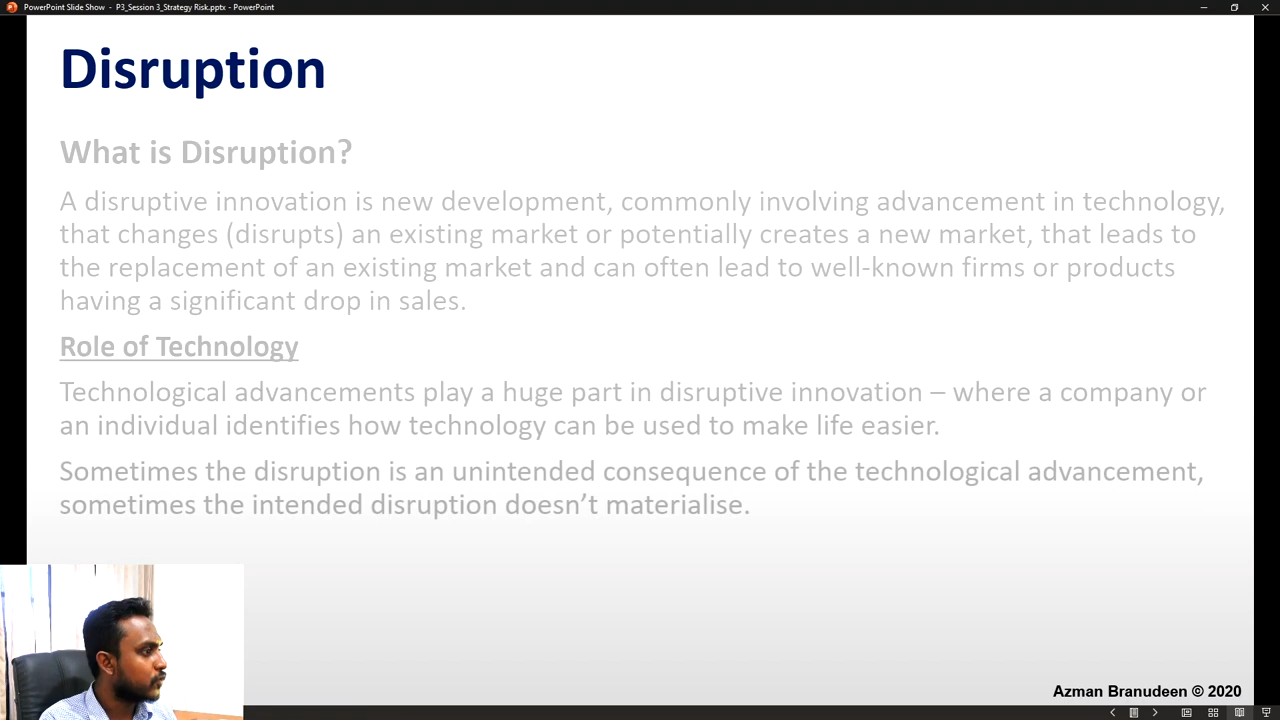 PowerPoint Slide Show - P3_Session 3_Strategy Risk.pptx - PowerPoint
Disruption
What is Disruption?
A disruptive innovation is new development, commonly involving advancement in technology,
that changes (disrupts) an existing market or potentially creates a new market, that leads to
the replacement of an existing market and can often lead to well-known firms or products
having a significant drop in sales.
Role of Technology
Technological advancements play a huge part in disruptive innovation – where a company or
an individual identifies how technology can be used to make life easier.
Sometimes the disruption is an unintended consequence of the technological advancement,
sometimes the intended disruption doesn’t materialise.
Azman Branudeen © 2020